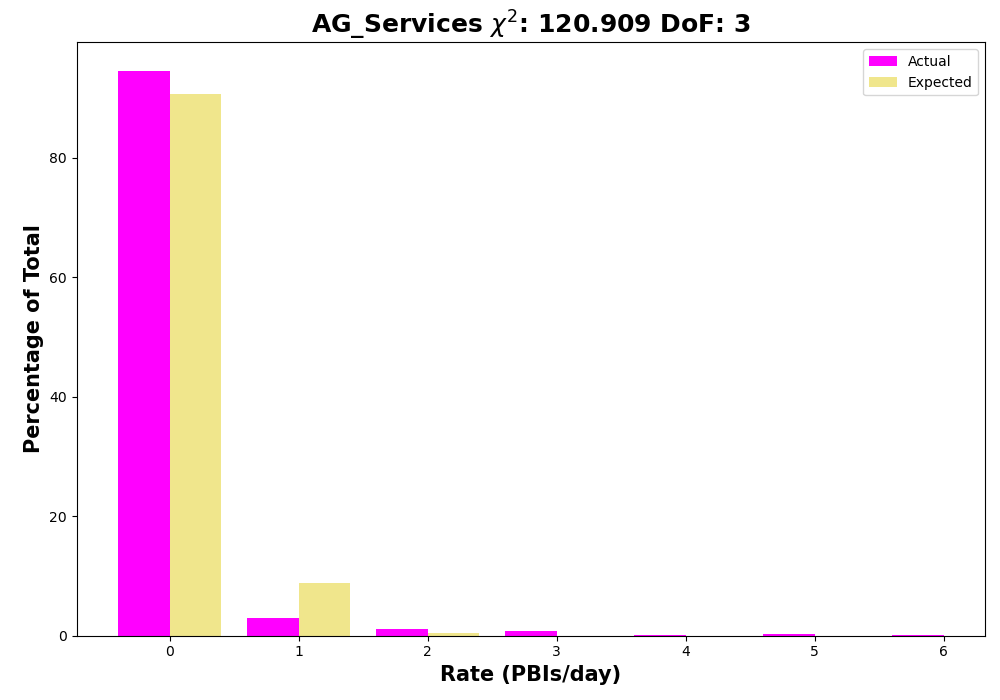 AG_Services χ²: 120.909 DoF: 3
Actual
Expected
Percentage of Total
80
60
40
20
0
0 1 2 3 4 5 6
Rate (PBIs/day)